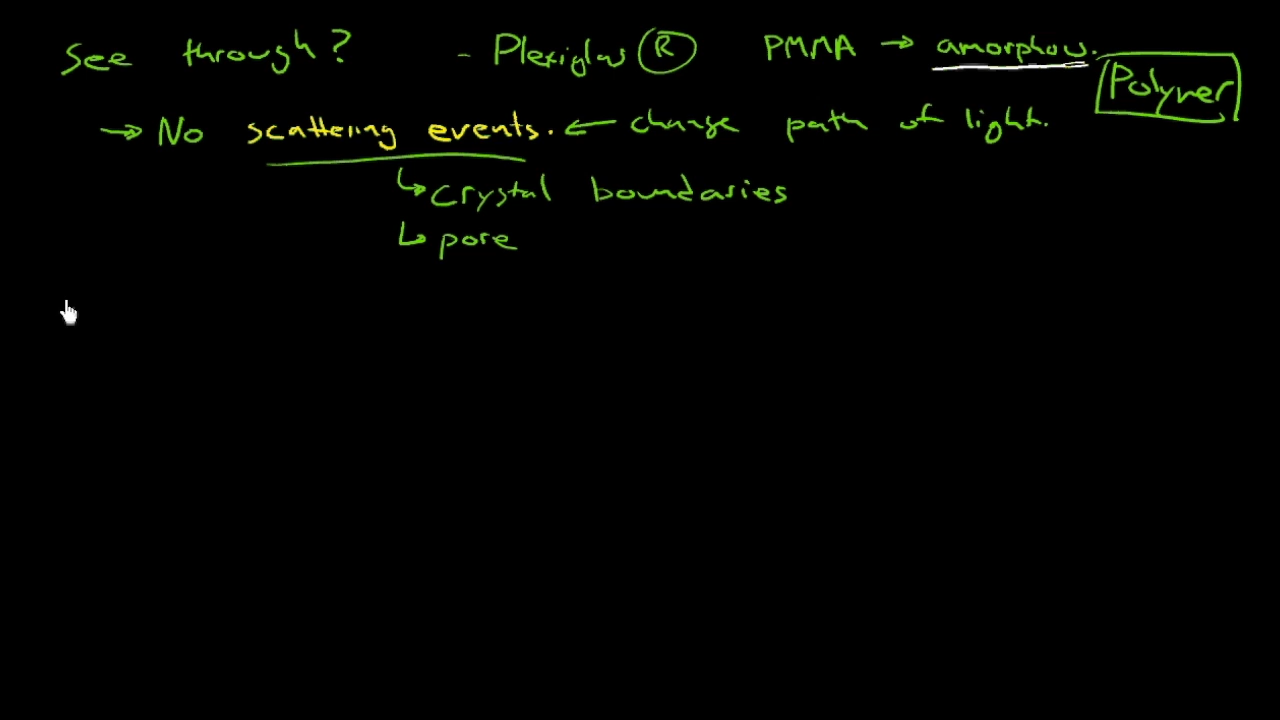 See through? - Plexiglas ® PMMA → amorphous.
Polymer
→ No scattering events. ← change path of light.
↳ crystal boundaries
↳ pore